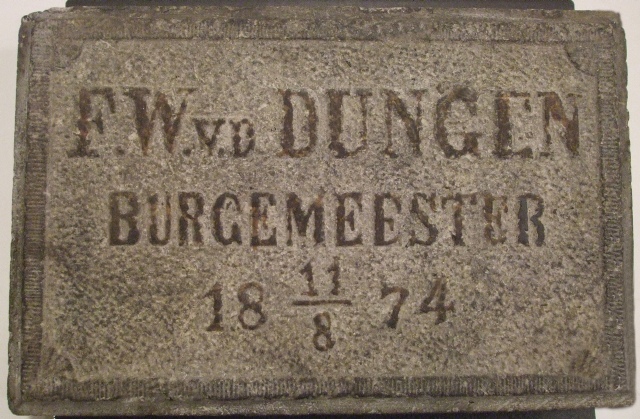 F.W.v.D DUNGEN
BURGEMEESTER
18 11/8 74